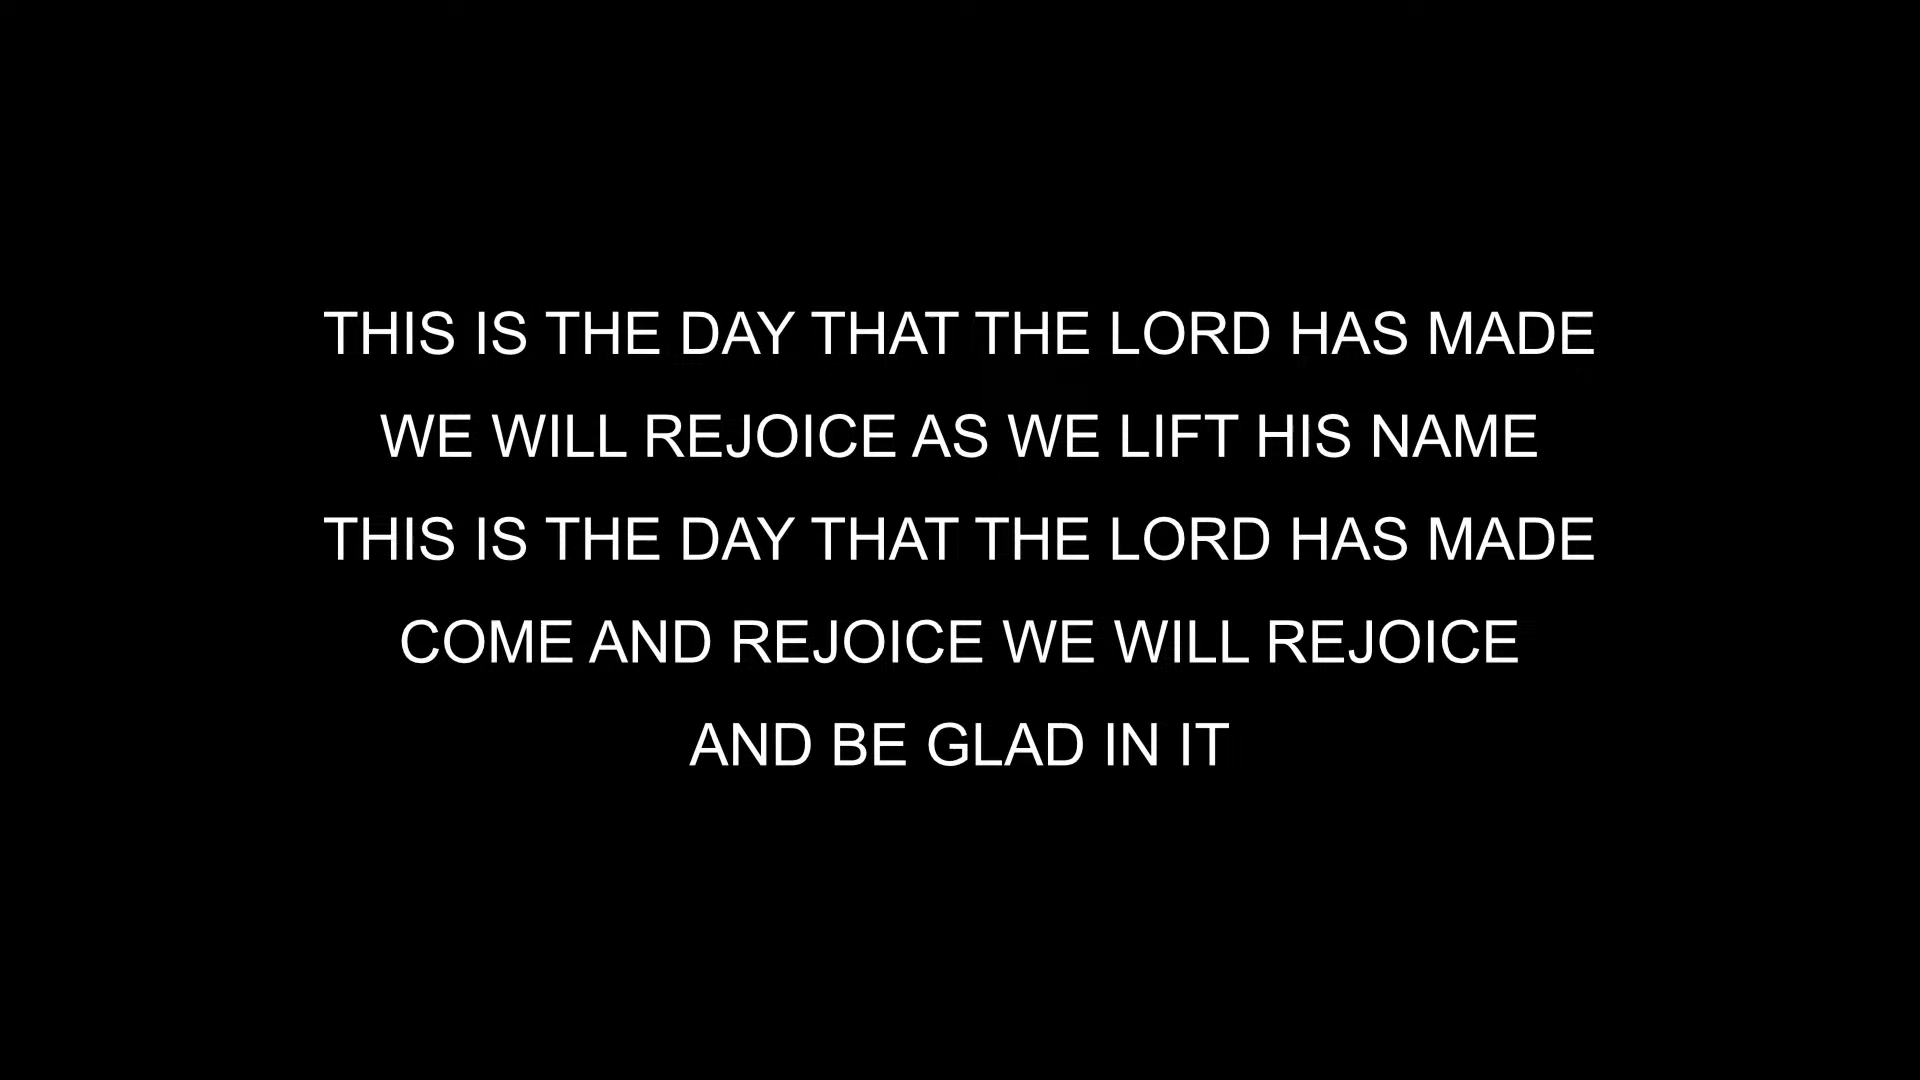 THIS IS THE DAY THAT THE LORD HAS MADE
WE WILL REJOICE AS WE LIFT HIS NAME
THIS IS THE DAY THAT THE LORD HAS MADE
COME AND REJOICE WE WILL REJOICE
AND BE GLAD IN IT